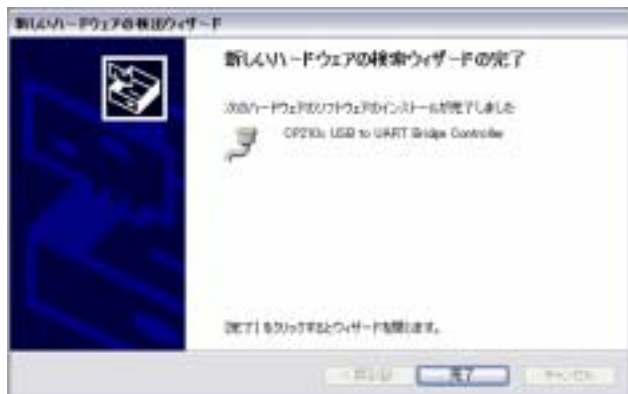 新しいハードウェアの検出ウィザード
新しいハードウェアの検索ウィザードの完了
次のハードウェアのソフトウェアのインストールが完了しました
CP210x USB to UART Bridge Controller
[完了] をクリックするとウィザードを閉じます。
完了
キャンセル